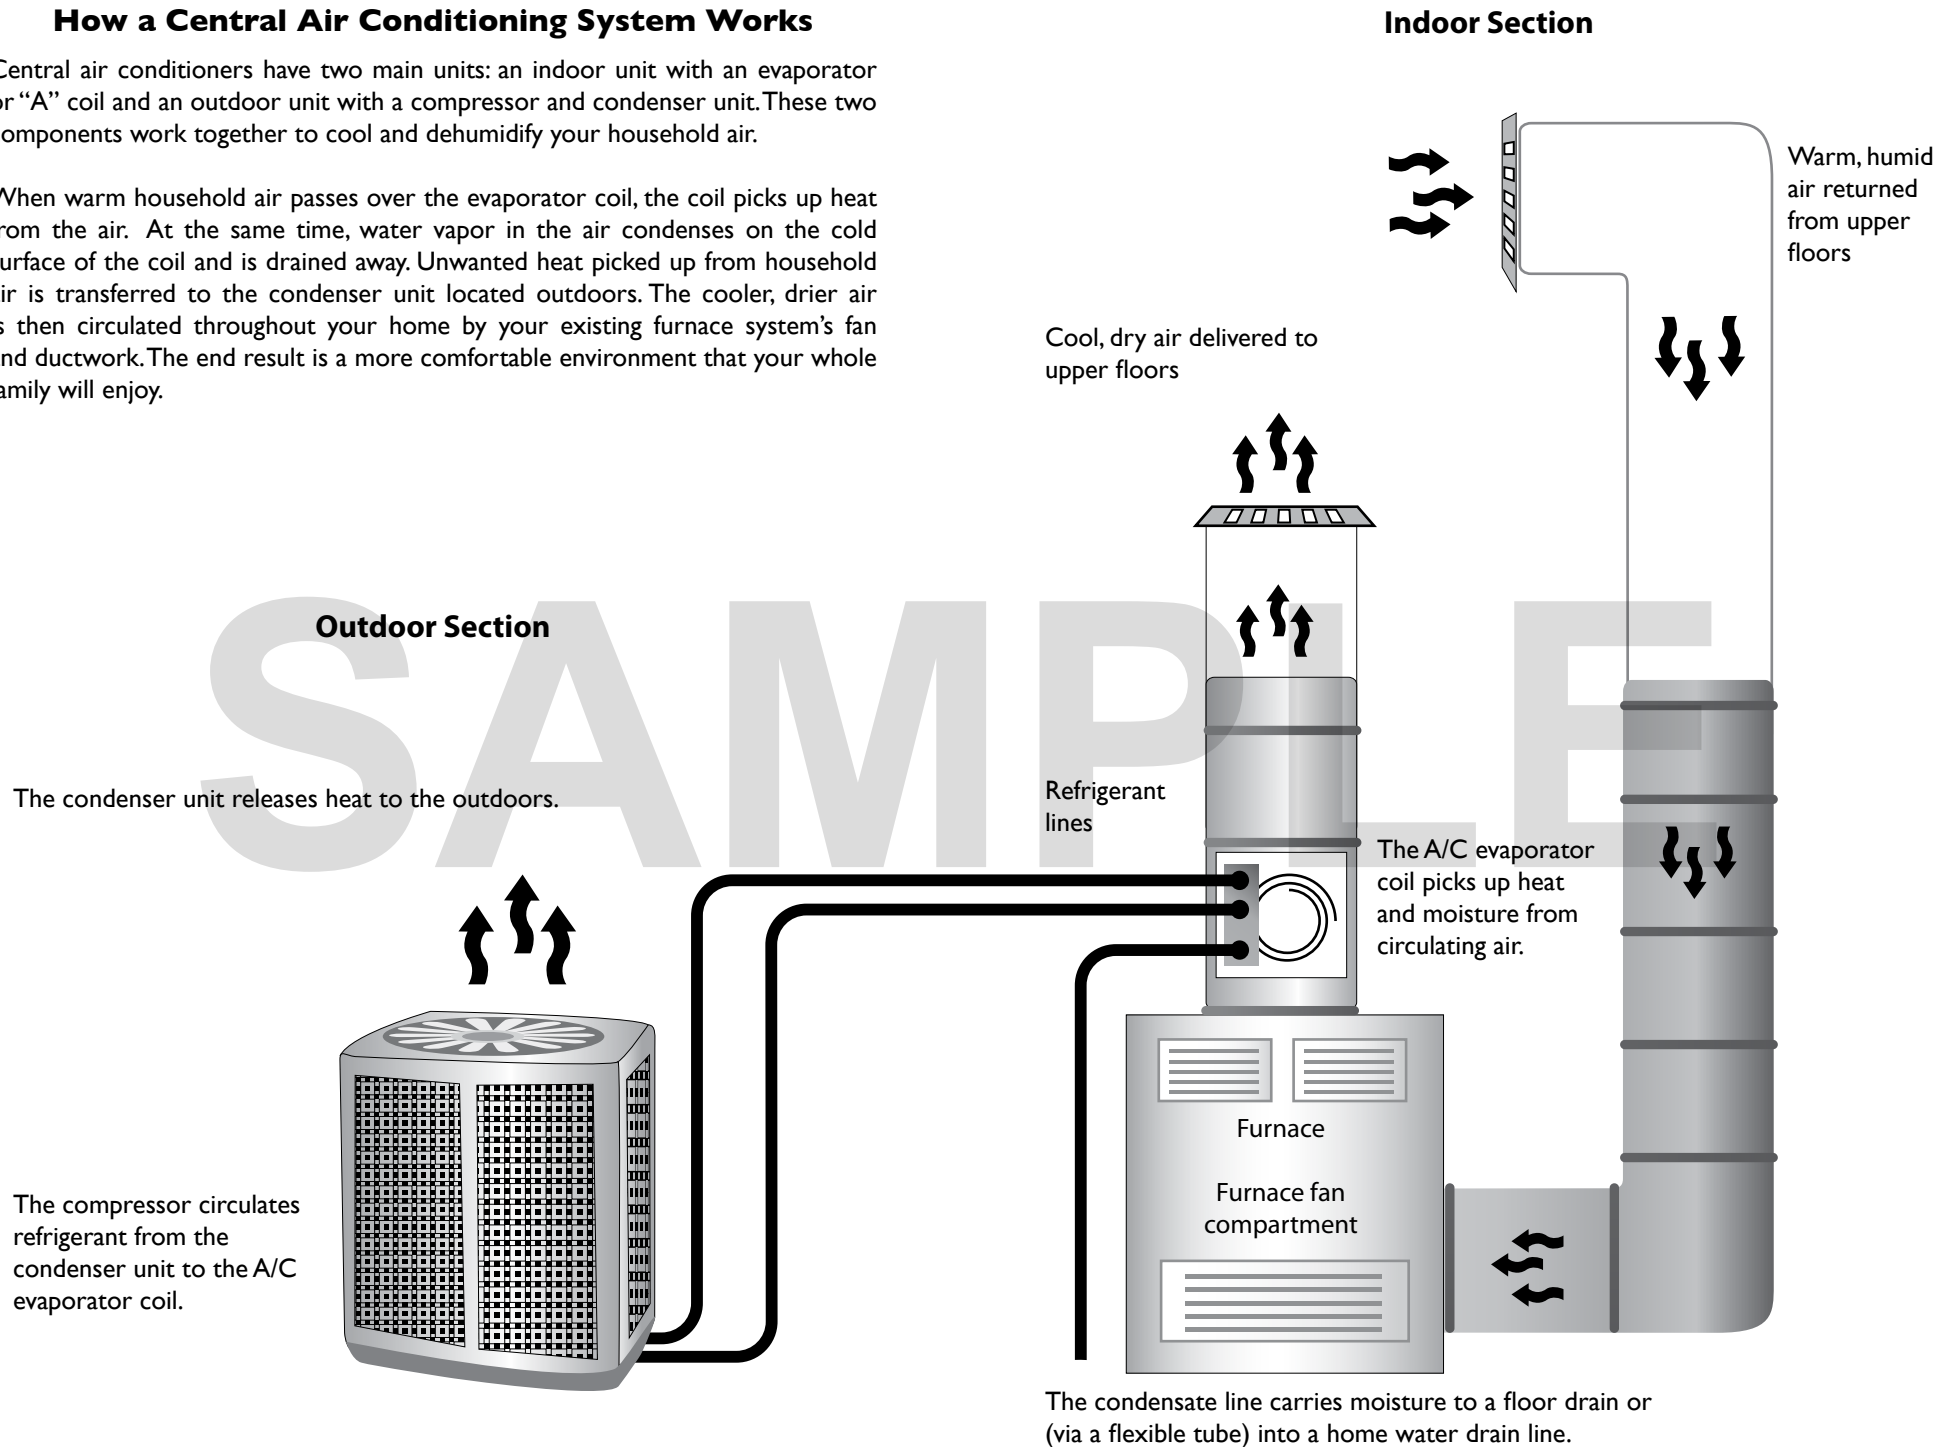 How a Central Air Conditioning System Works
Central air conditioners have two main units: an indoor unit with an evaporator
or “A” coil and an outdoor unit with a compressor and condenser unit. These two
components work together to cool and dehumidify your household air.
When warm household air passes over the evaporator coil, the coil picks up heat
from the air. At the same time, water vapor in the air condenses on the cold
surface of the coil and is drained away. Unwanted heat picked up from household
air is transferred to the condenser unit located outdoors. The cooler, drier air
is then circulated throughout your home by your existing furnace system’s fan
and ductwork. The end result is a more comfortable environment that your whole
family will enjoy.
Indoor Section
Warm, humid
air returned
from upper
floors
Cool, dry air delivered to
upper floors
SAMPLE
Outdoor Section
The condenser unit releases heat to the outdoors.
Refrigerant
lines
The A/C evaporator
coil picks up heat
and moisture from
circulating air.
Furnace
Furnace fan
compartment
The compressor circulates
refrigerant from the
condenser unit to the A/C
evaporator coil.
The condensate line carries moisture to a floor drain or
(via a flexible tube) into a home water drain line.